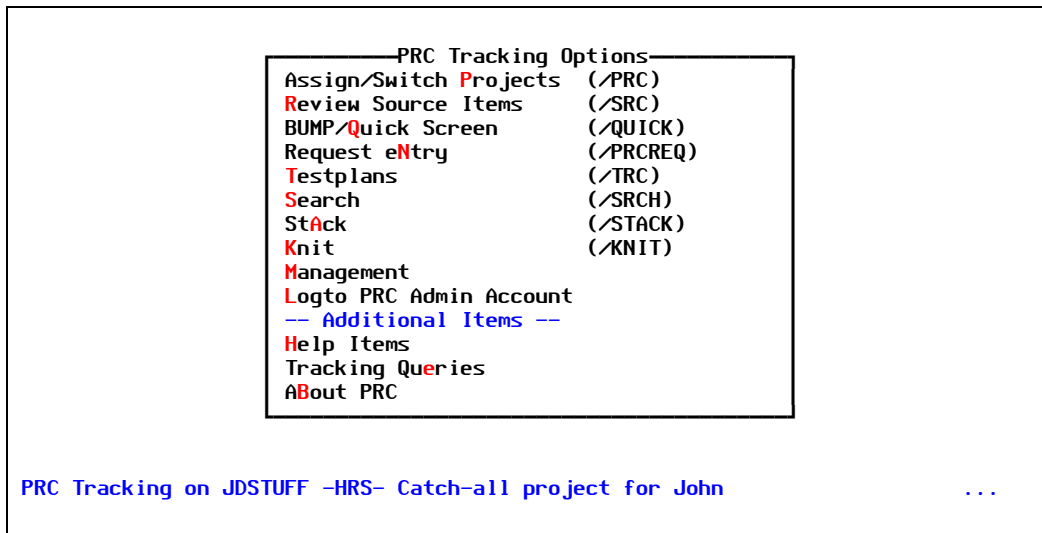 PRC Tracking Options
Assign/Switch Projects (/PRC)
Review Source Items (/SRC)
BUMP/Quick Screen (/QUICK)
Request eNtry (/PRCREQ)
Testplans (/TRC)
Search (/SRCH)
StAck (/STACK)
Knit (/KNIT)
Management
Logto PRC Admin Account
-- Additional Items --
Help Items
Tracking Queries
ABout PRC
PRC Tracking on JDSTUFF -HRS- Catch-all project for John ...